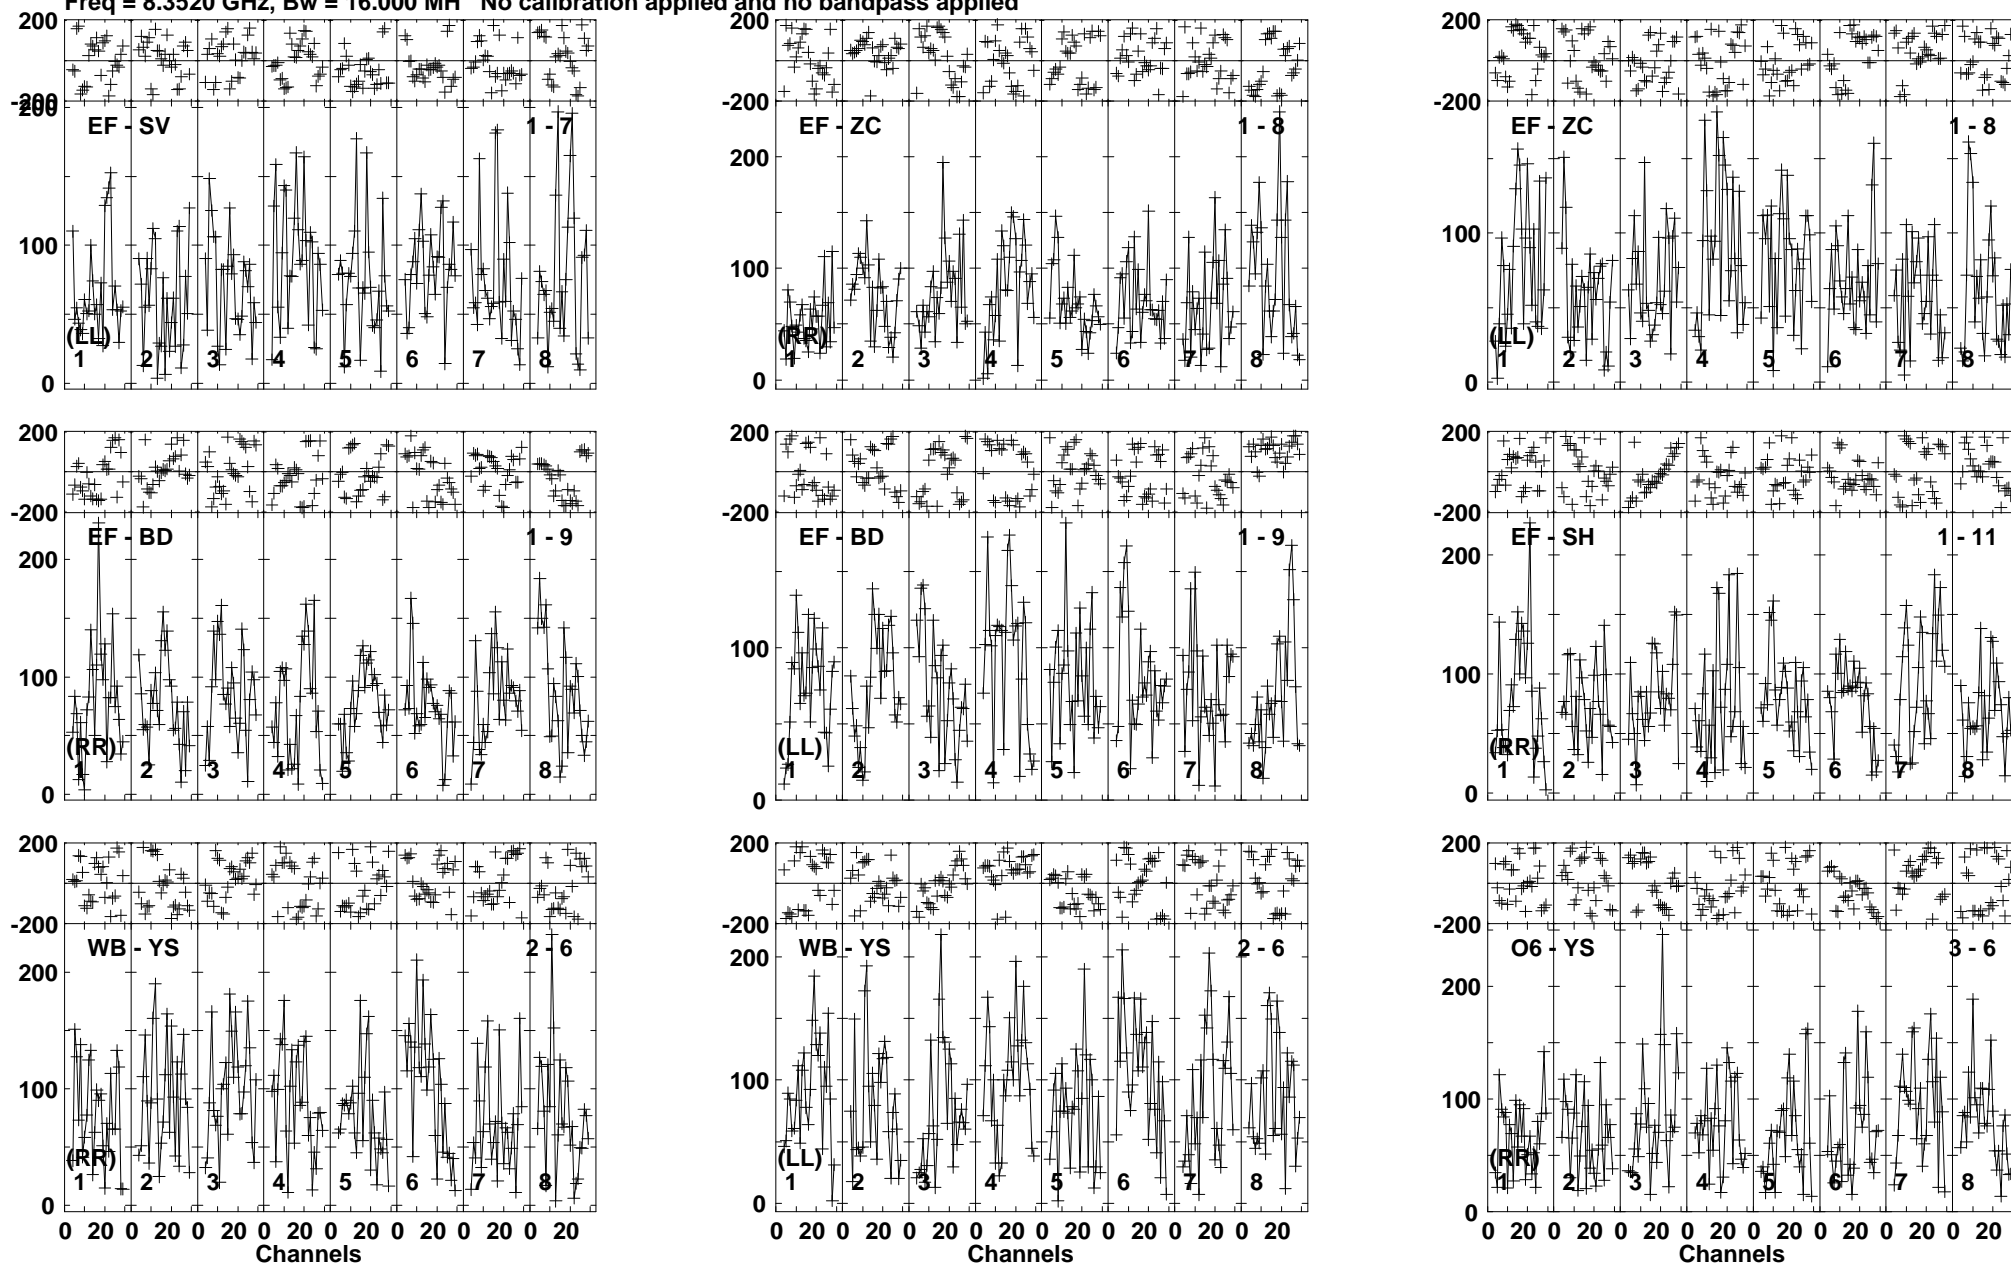 Freq = 8.3520 GHz, Bw = 16.000 MH No calibration applied and no bandpass applied
200 200 200
-200 -200 -200
200
EF - SV 1 - 7 EF - ZC 1 - 8 EF - ZC 1 - 8
200
100 100 100
(LL) (RR) (LL)
1 2 3 4 5 6 7 8 1 2 3 4 5 6 7 8 1 2 3 4 5 6 7 8
0 0 0
200 200 200
-200 -200 -200
EF - BD 1 - 9 EF - BD 1 - 9 EF - SH 1 - 11
200 200
100 100 100
(RR) (LL) (RR)
1 2 3 4 5 6 7 8 1 2 3 4 5 6 7 8 1 2 3 4 5 6 7 8
0 0 0
200 200 200
-200 -200 -200
WB - YS 2 - 6 WB - YS 2 - 6 O6 - YS 3 - 6
200 200 200
100 100 100
(RR) (LL) (RR)
1 2 3 4 5 6 7 8 1 2 3 4 5 6 7 8 1 2 3 4 5 6 7 8
0 0 0
0 20 0 20 0 20 0 20 0 20 0 20 0 20 0 20 0 20 0 20 0 20 0 20 0 20 0 20 0 20 0 20 0 20 0 20 0 20 0 20 0 20 0 20 0 20 0 20
Channels Channels Channels